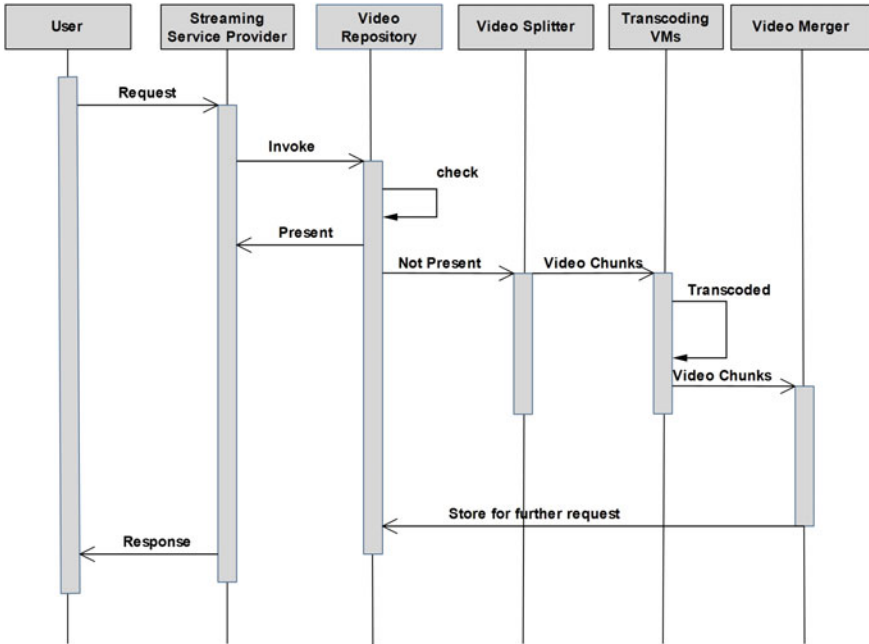 User
Streaming
Service Provider
Video
Repository
Video Splitter
Transcoding
VMs
Video Merger
Request
Invoke
check
Present
Not Present
Video Chunks
Transcoded
Video Chunks
Store for further request
Response